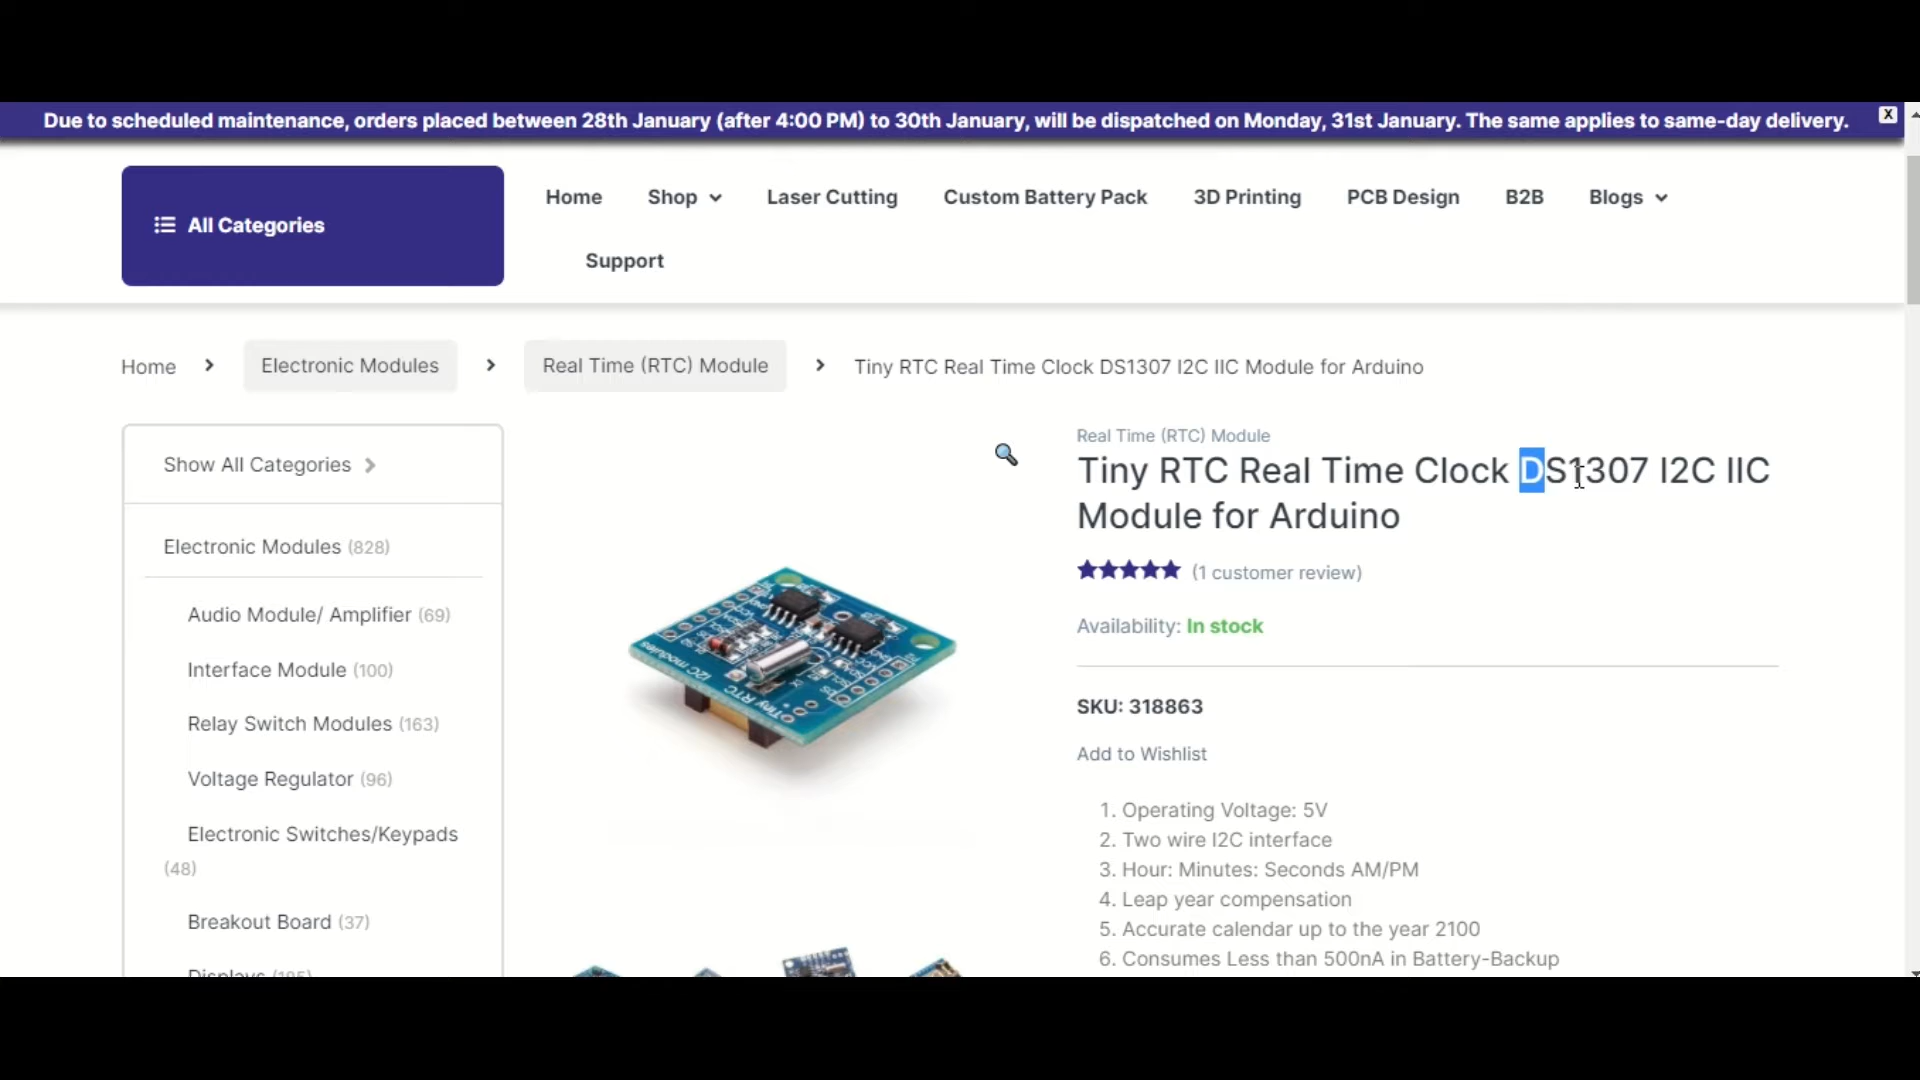 Due to scheduled maintenance, orders placed between 28th January (after 4:00 PM) to 30th January, will be dispatched on Monday, 31st January. The same applies to same-day delivery.
X
All Categories
Home Shop Laser Cutting Custom Battery Pack 3D Printing PCB Design B2B Blogs
Support
Home Electronic Modules Real Time (RTC) Module Tiny RTC Real Time Clock DS1307 I2C IIC Module for Arduino
Show All Categories
Electronic Modules (828)
Audio Module/ Amplifier (69)
Interface Module (100)
Relay Switch Modules (163)
Voltage Regulator (96)
Electronic Switches/Keypads
(48)
Breakout Board (37)
Displays (185)
I2C modules
Tiny RTC
Real Time (RTC) Module
Tiny RTC Real Time Clock DS1307 I2C IIC
Module for Arduino
(1 customer review)
Availability: In stock
SKU: 318863
Add to Wishlist
1. Operating Voltage: 5V
2. Two wire I2C interface
3. Hour: Minutes: Seconds AM/PM
4. Leap year compensation
5. Accurate calendar up to the year 2100
6. Consumes Less than 500nA in Battery-Backup